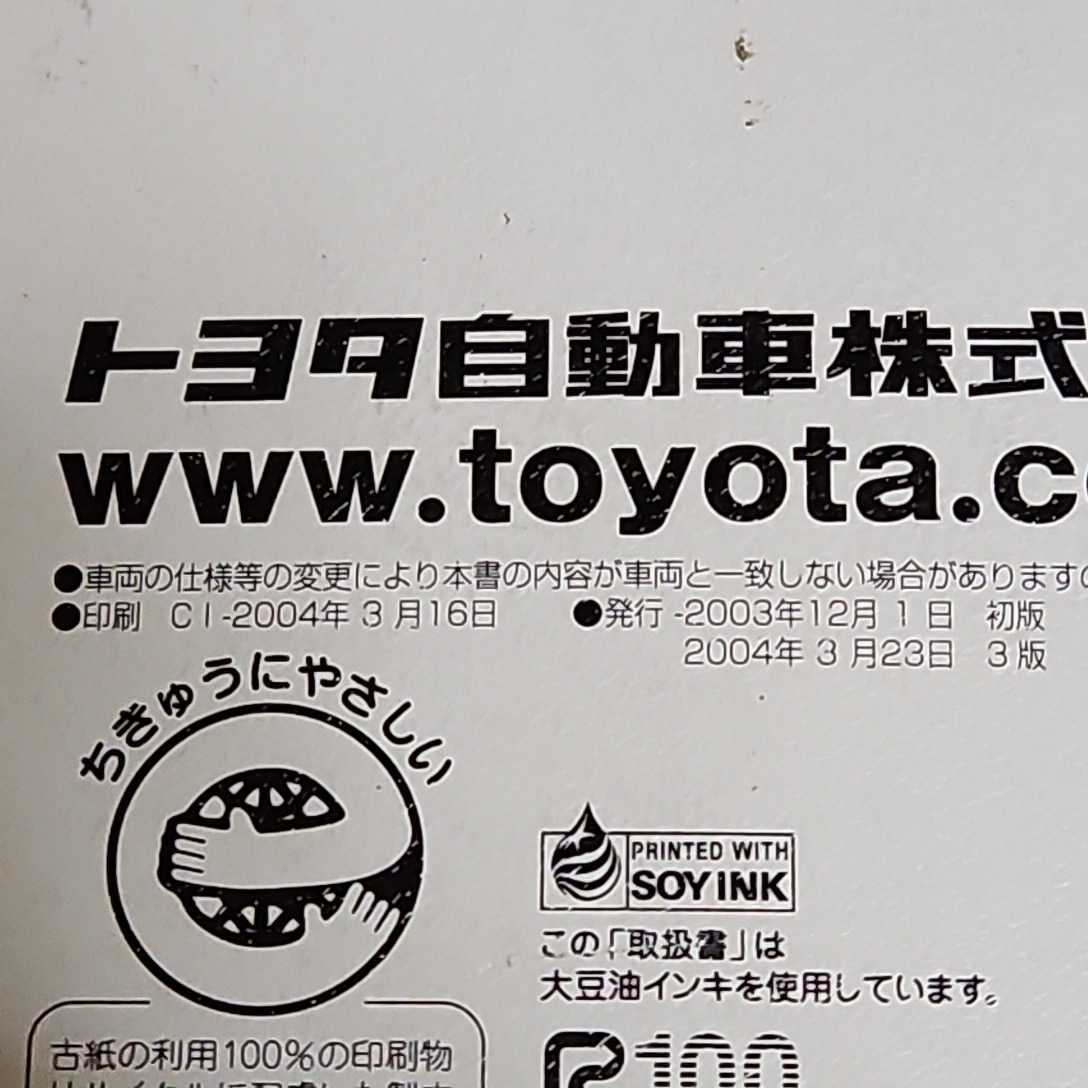 トヨタ自動車株式
www.toyota.c
●車両の仕様等の変更により本書の内容が車両と一致しない場合があります
●印刷 CI-2004年 3 月16日 ●発行 -2003年12月 1 日 初版
2004年 3 月23日 3 版
ちきゅうにやさしい
PRINTED WITH
SOY INK
この「取扱書」は
大豆油インキを使用しています。
古紙の利用100%の印刷物
R100